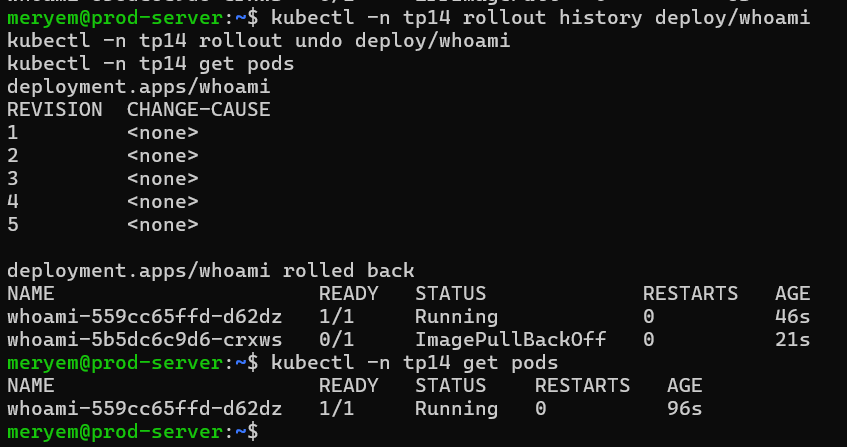 meryem@prod-server:~$ kubectl -n tp14 rollout history deploy/whoami
kubectl -n tp14 rollout undo deploy/whoami
kubectl -n tp14 get pods
deployment.apps/whoami
REVISION  CHANGE-CAUSE
1         <none>
2         <none>
3         <none>
4         <none>
5         <none>

deployment.apps/whoami rolled back
NAME                      READY   STATUS             RESTARTS   AGE
whoami-559cc65ffd-d62dz   1/1     Running            0          46s
whoami-5b5dc6c9d6-crxws   0/1     ImagePullBackOff   0          21s
meryem@prod-server:~$ kubectl -n tp14 get pods
NAME                      READY   STATUS    RESTARTS   AGE
whoami-559cc65ffd-d62dz   1/1     Running   0          96s
meryem@prod-server:~$